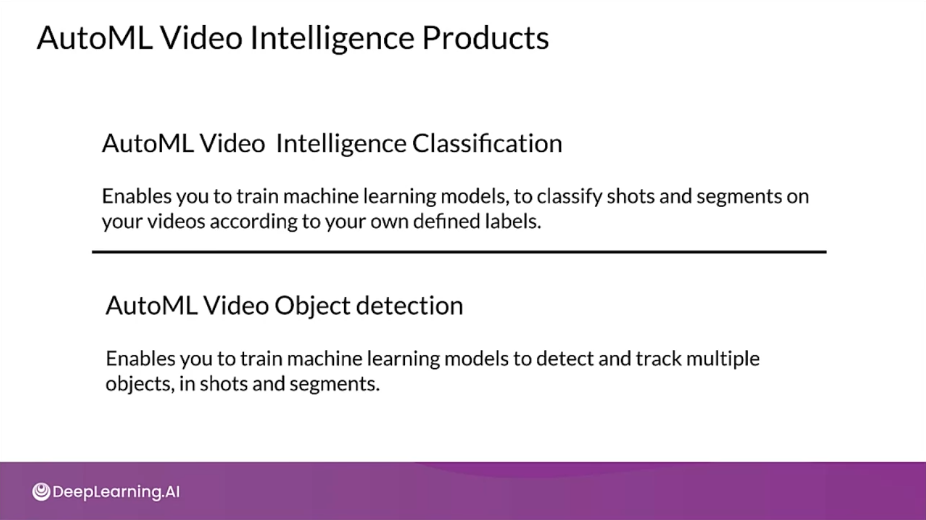 AutoML Video Intelligence Products
AutoML Video Intelligence Classification
Enables you to train machine learning models, to classify shots and segments on
your videos according to your own defined labels.
AutoML Video Object detection
Enables you to train machine learning models to detect and track multiple
objects, in shots and segments.
DeepLearning.AI